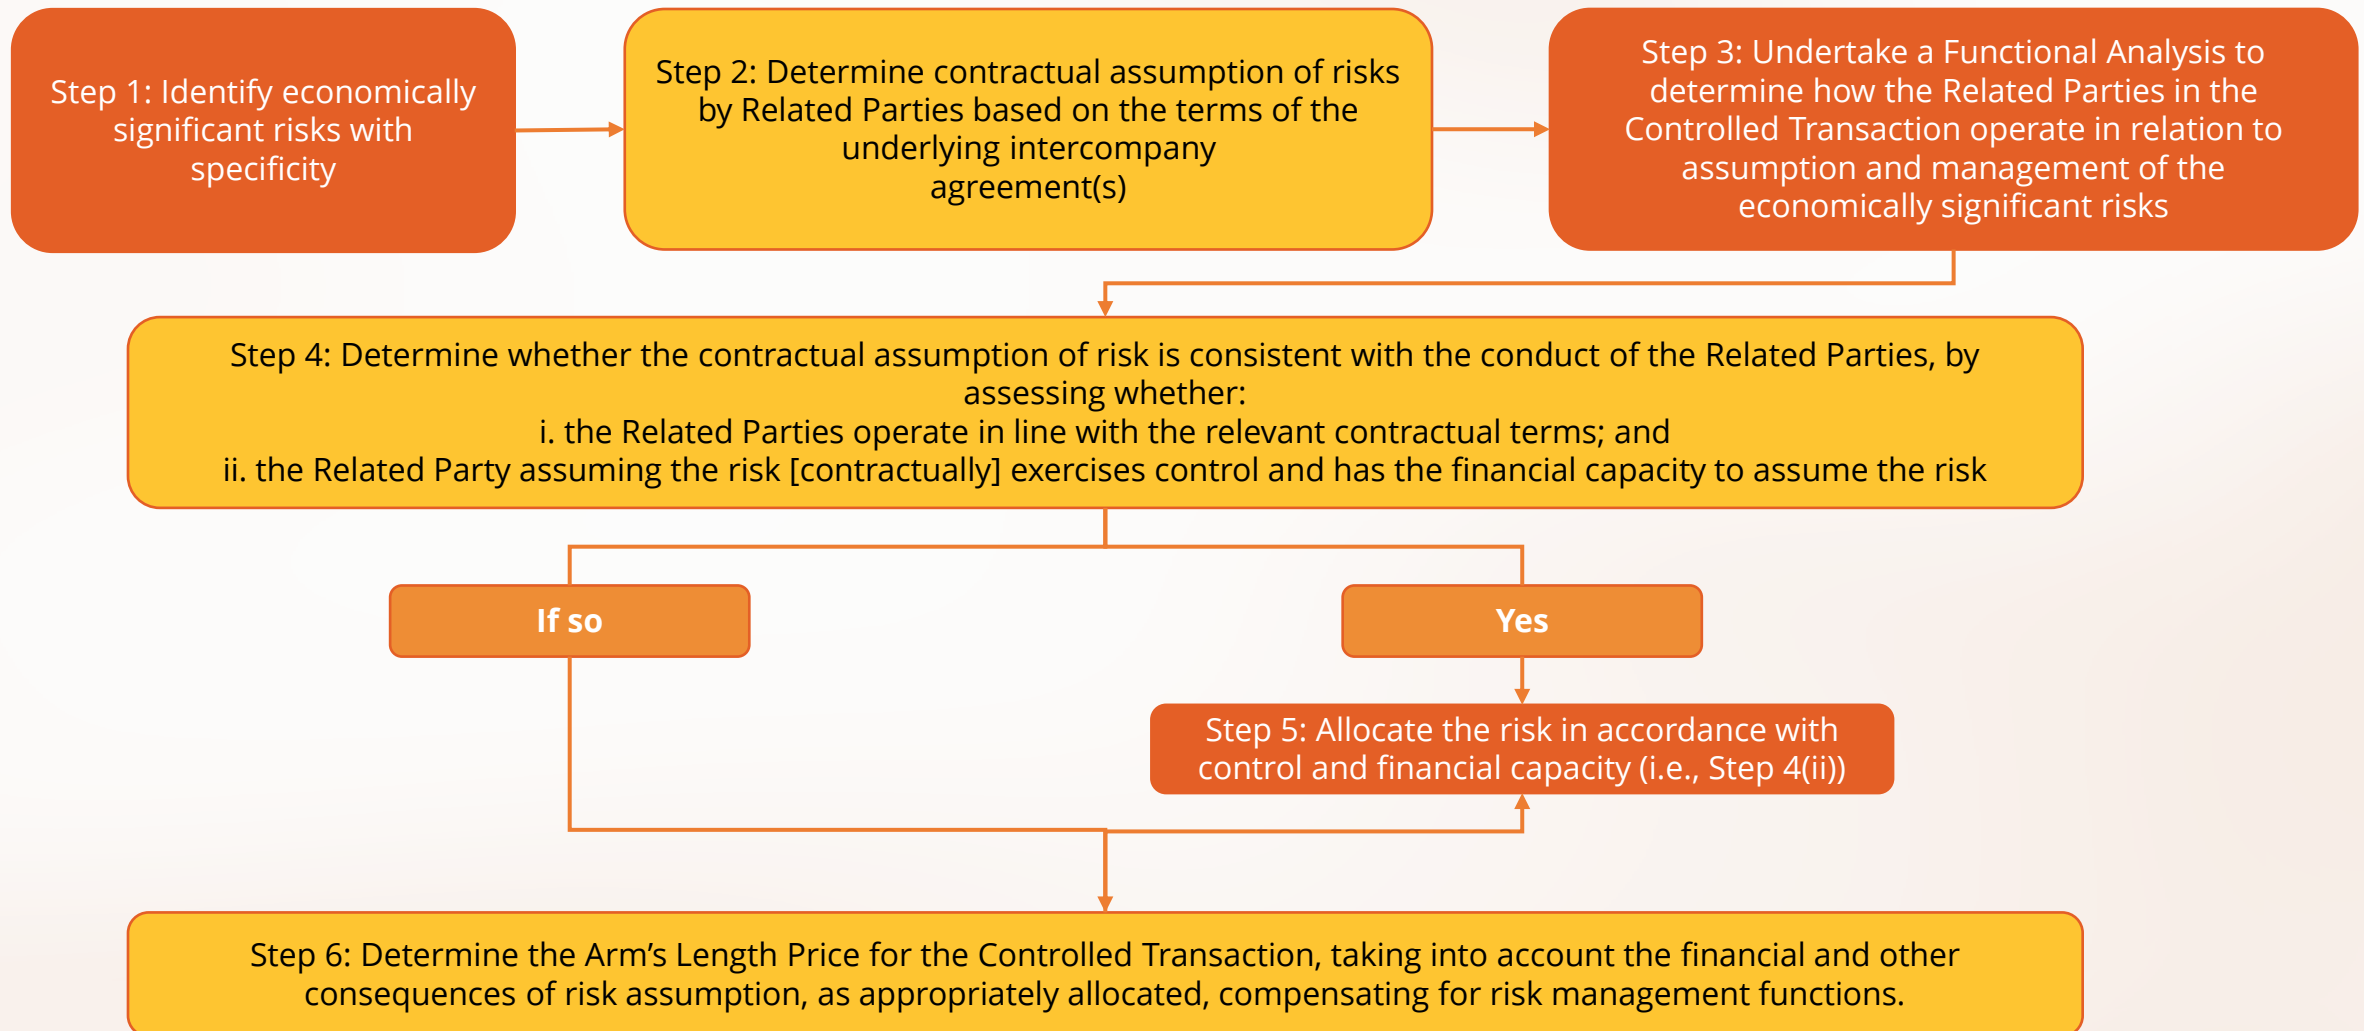 Step 1: Identify economically
significant risks with
specificity
Step 2: Determine contractual assumption of risks
by Related Parties based on the terms of the
underlying intercompany
agreement(s)
Step 3: Undertake a Functional Analysis to
determine how the Related Parties in the
Controlled Transaction operate in relation to
assumption and management of the
economically significant risks
Step 4: Determine whether the contractual assumption of risk is consistent with the conduct of the Related Parties, by
assessing whether:
i. the Related Parties operate in line with the relevant contractual terms; and
ii. the Related Party assuming the risk [contractually] exercises control and has the financial capacity to assume the risk
If so
Yes
Step 5: Allocate the risk in accordance with
control and financial capacity (i.e., Step 4(ii))
Step 6: Determine the Arm’s Length Price for the Controlled Transaction, taking into account the financial and other
consequences of risk assumption, as appropriately allocated, compensating for risk management functions.